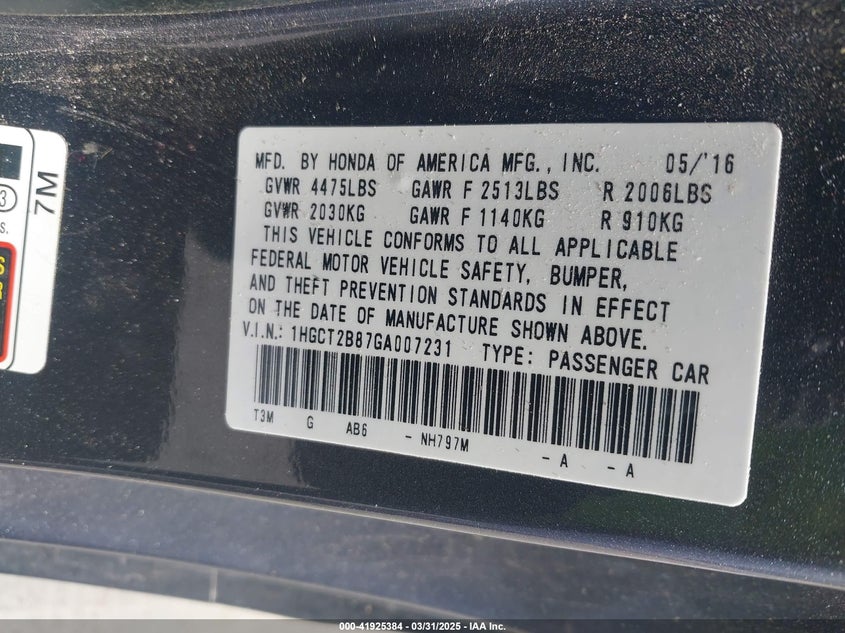 3
7M
S.
S
R
MFD. BY HONDA OF AMERICA MFG., INC. 05/'16
GVWR 4475LBS GAWR F 2513LBS R 2006LBS
GVWR 2030KG GAWR F 1140KG R 910KG
THIS VEHICLE CONFORMS TO ALL APPLICABLE
FEDERAL MOTOR VEHICLE SAFETY, BUMPER,
AND THEFT PREVENTION STANDARDS IN EFFECT
ON THE DATE OF MANUFACTURE SHOWN ABOVE.
V.I.N.: 1HGCT2B87GA007231 TYPE: PASSENGER CAR
T3M G AB6 - NH797M - A - A
000-41925384 - 03/31/2025 - IAA Inc.